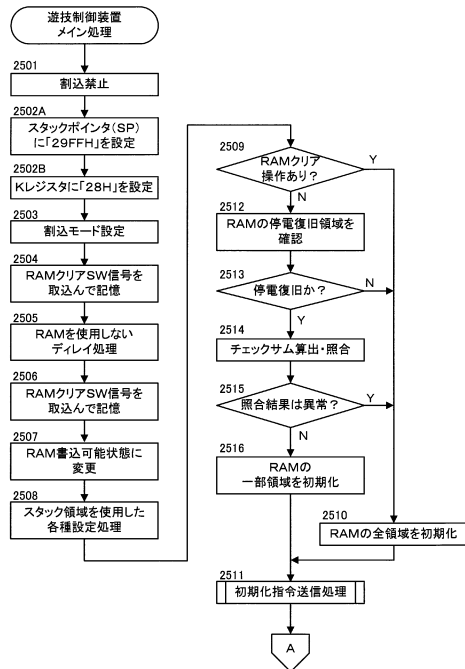 遊技制御装置
メイン処理
2501
割込禁止
2502A
スタックポインタ(SP)
に「29FFH」を設定
2502B
Kレジスタに「28H」を設定
2503
割込モード設定
2504
RAMクリアSW信号を
取込んで記憶
2505
RAMを使用しない
ディレイ処理
2506
RAMクリアSW信号を
取込んで記憶
2507
RAM書込可能状態に
変更
2508
スタック領域を使用した
各種設定処理
2509
RAMクリア
操作あり?
Y
N
2512
RAMの停電復旧領域を
確認
2513
停電復旧か?
N
Y
2514
チェックサム算出・照合
2515
照合結果は異常?
Y
N
2516
RAMの
一部領域を初期化
2510
RAMの全領域を初期化
2511
初期化指令送信処理
A